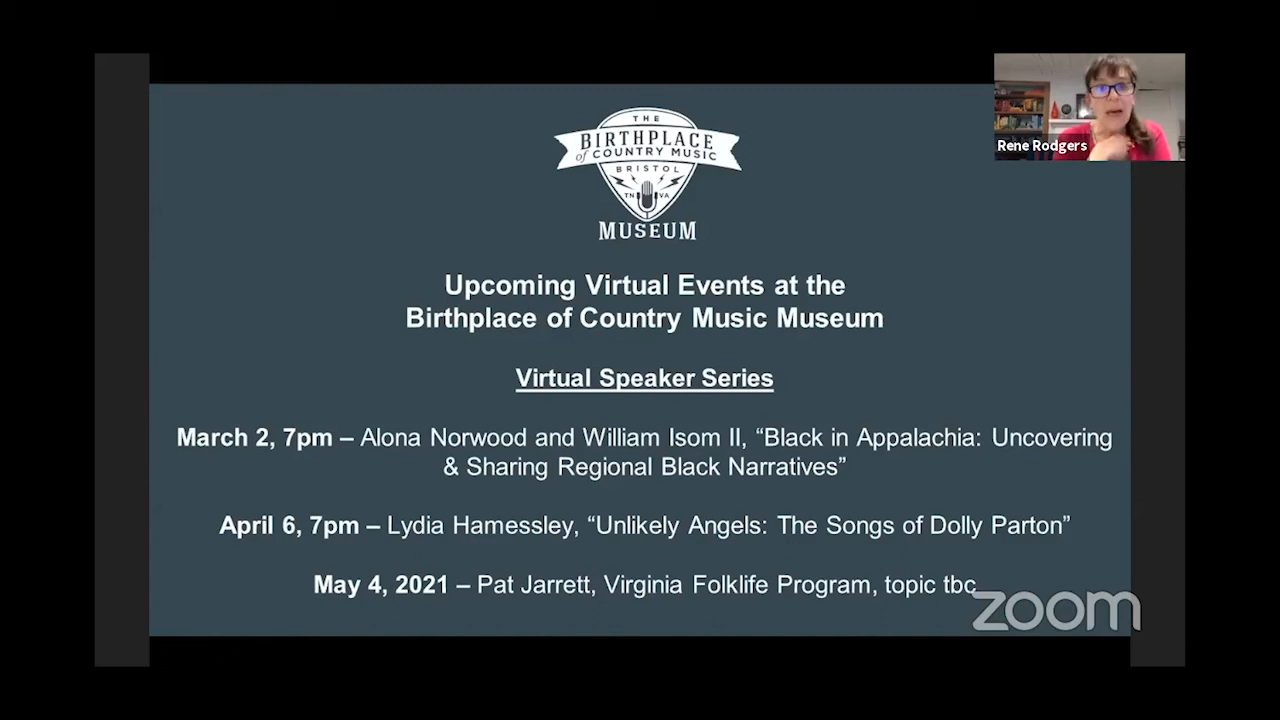 THE
BIRTHPLACE
of COUNTRY MUSIC
BRISTOL
TN VA
MUSEUM
Rene Rodgers
Upcoming Virtual Events at the
Birthplace of Country Music Museum
Virtual Speaker Series
March 2, 7pm – Alona Norwood and William Isom II, “Black in Appalachia: Uncovering
& Sharing Regional Black Narratives”
April 6, 7pm – Lydia Hamessley, “Unlikely Angels: The Songs of Dolly Parton”
May 4, 2021 – Pat Jarrett, Virginia Folklife Program, topic tbc
zoom